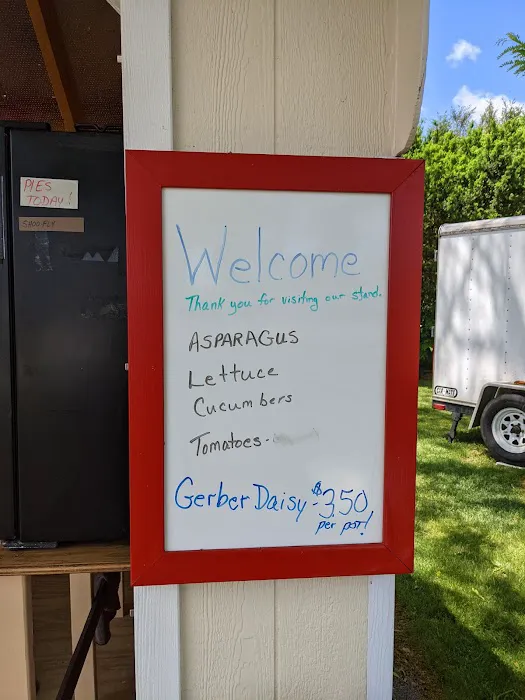 PIES
TODAY!
SHOOFLY
Welcome
Thank you for visiting our stand.
ASPARAGUS
Lettuce
Cucumbers
Tomatoes-
Gerber Daisy - $3.50
per pot!